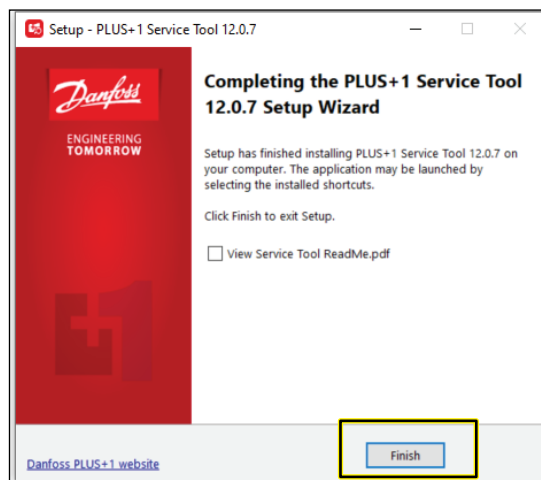 Setup - PLUS+1 Service Tool 12.0.7
Danfoss
ENGINEERING
TOMORROW
Completing the PLUS+1 Service Tool
12.0.7 Setup Wizard
Setup has finished installing PLUS+1 Service Tool 12.0.7 on
your computer. The application may be launched by
selecting the installed shortcuts.
Click Finish to exit Setup.
View Service Tool ReadMe.pdf
+1
Danfoss PLUS+1 website
Finish